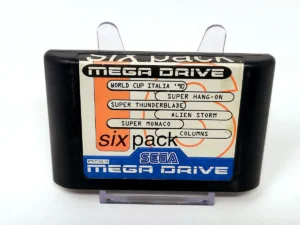 six pack
MEGA DRIVE
WORLD CUP ITALIA '90
SUPER HANG-ON
SUPER THUNDERBLADE
ALIEN STORM
SUPER MONACO
COLUMNS
six pack
SEGA
MEGA DRIVE